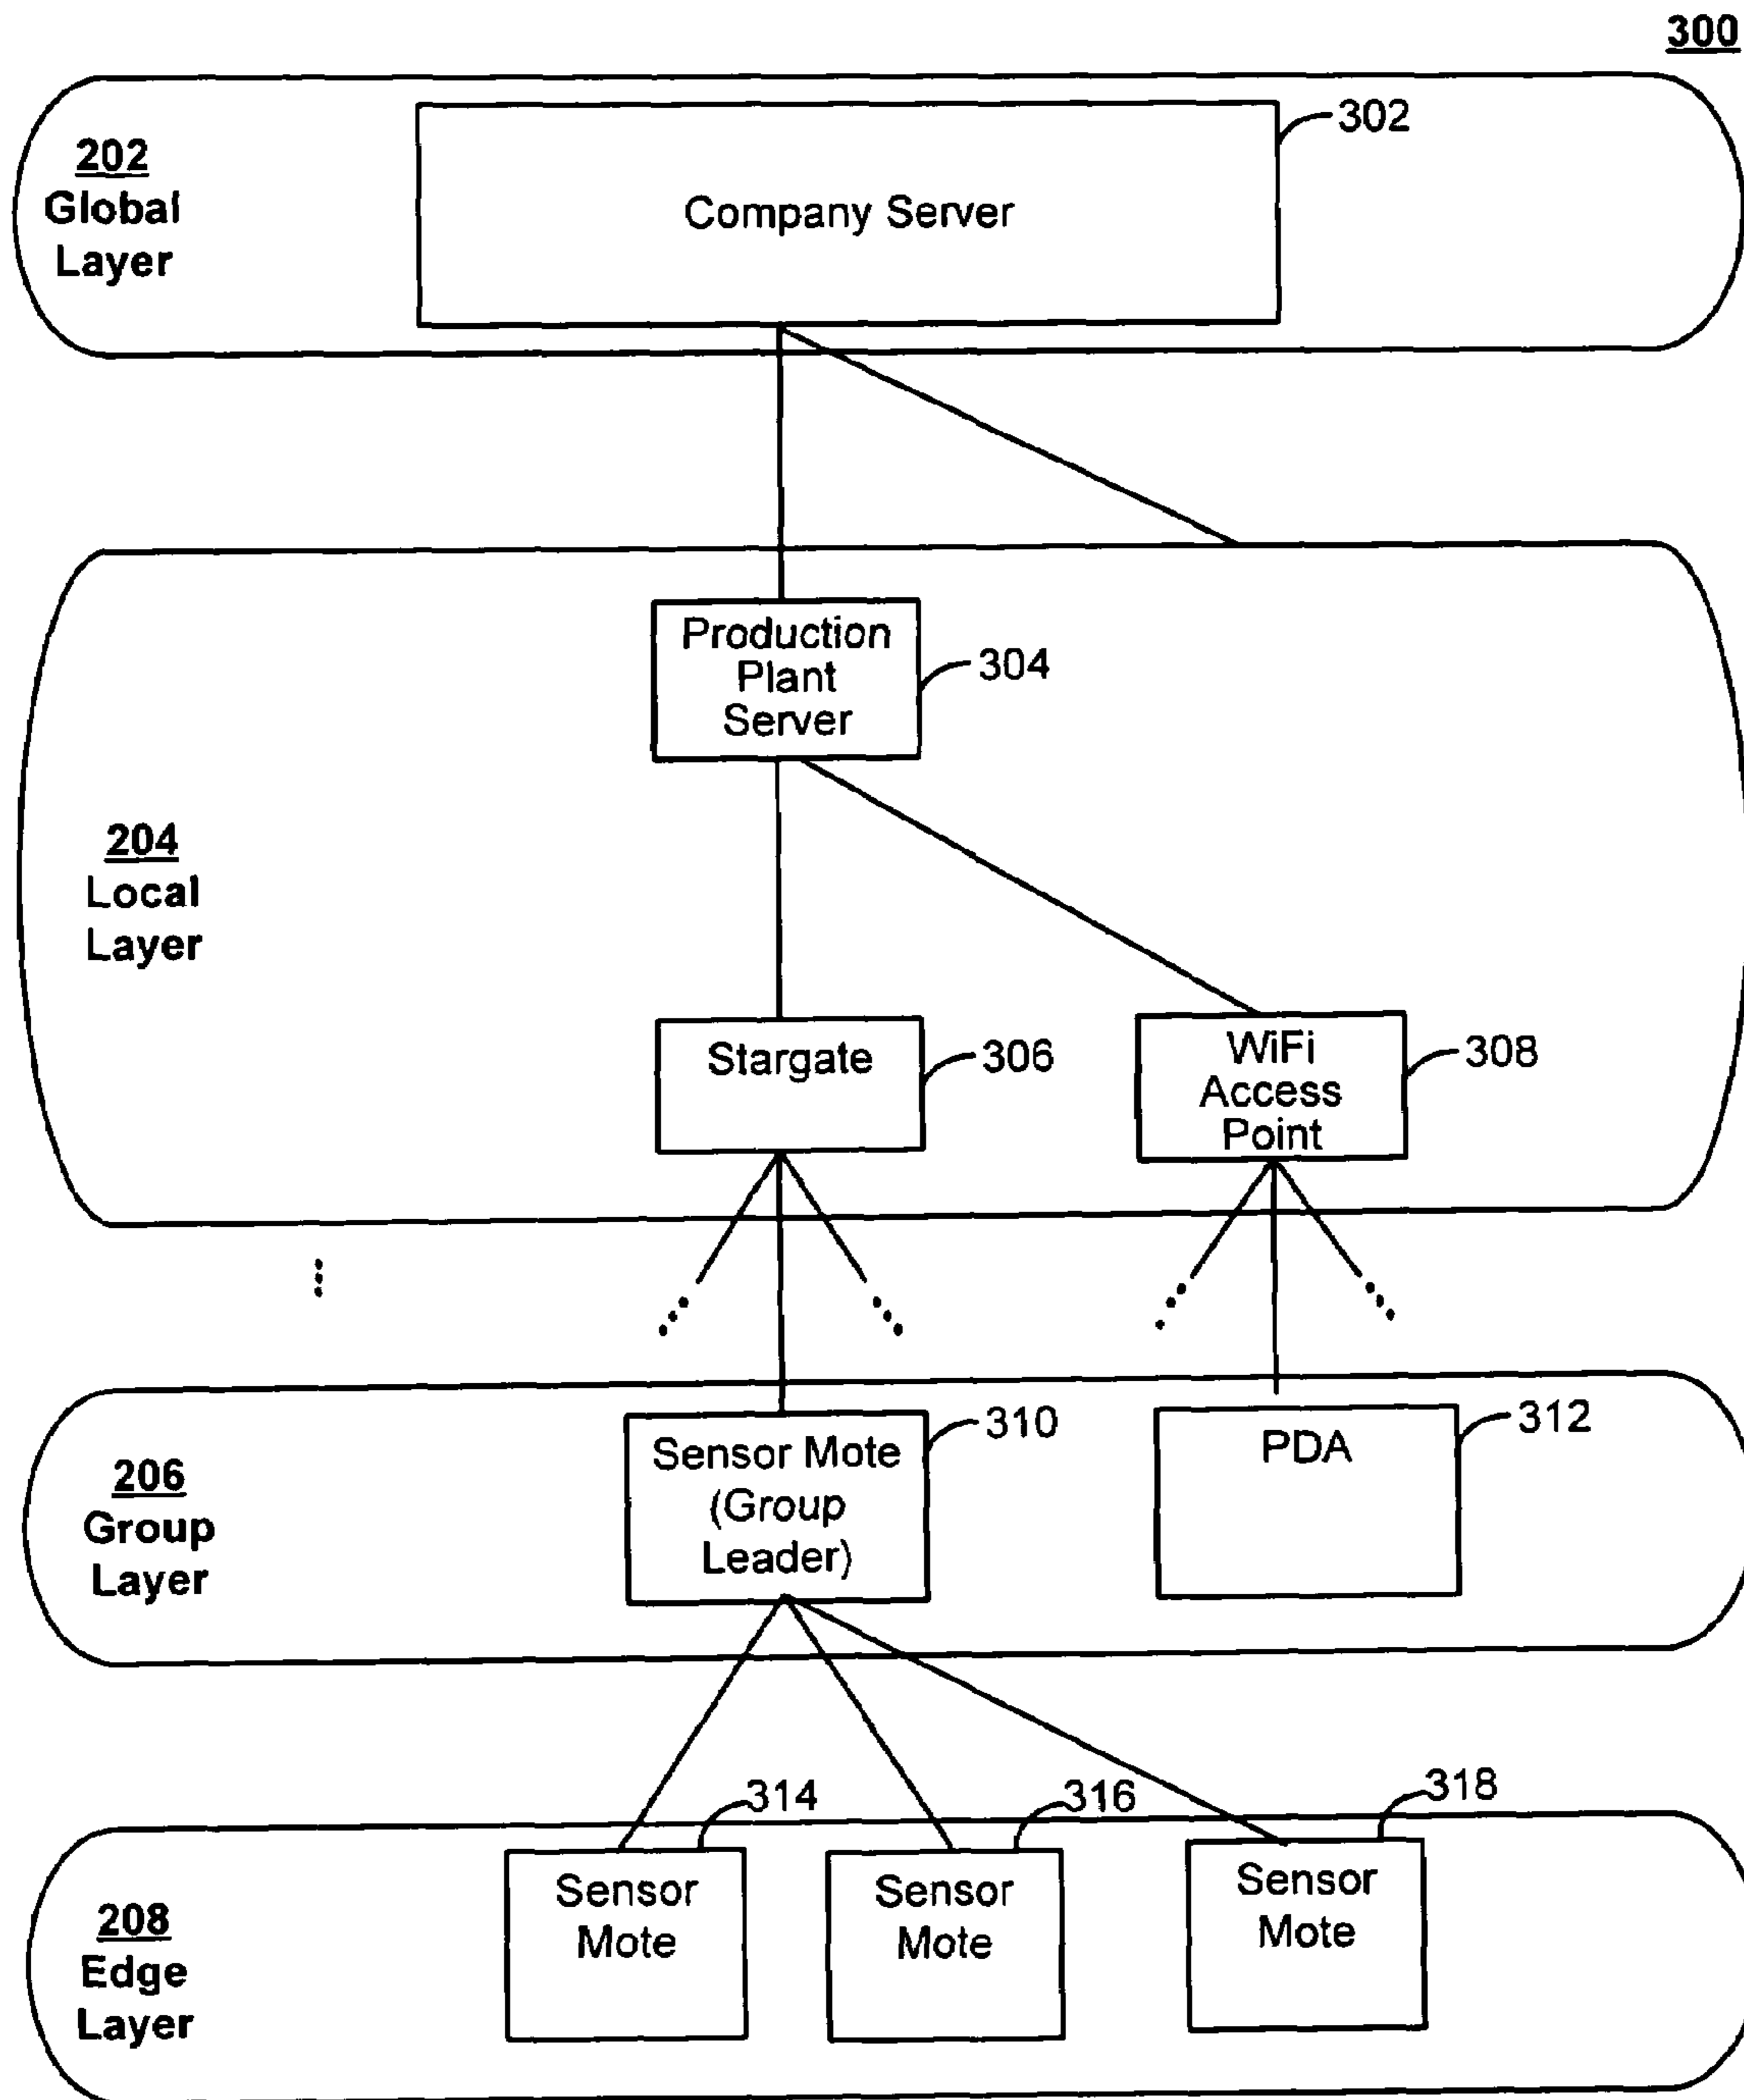 300
302
202
Global
Layer
Company Server
Production
Plant
Server
304
204
Local
Layer
Stargate
306
WiFi
Access
Point
308
206
Group
Layer
Sensor Mote
(Group
Leader)
310
PDA
312
314
316
318
208
Edge
Layer
Sensor
Mote
Sensor
Mote
Sensor
Mote